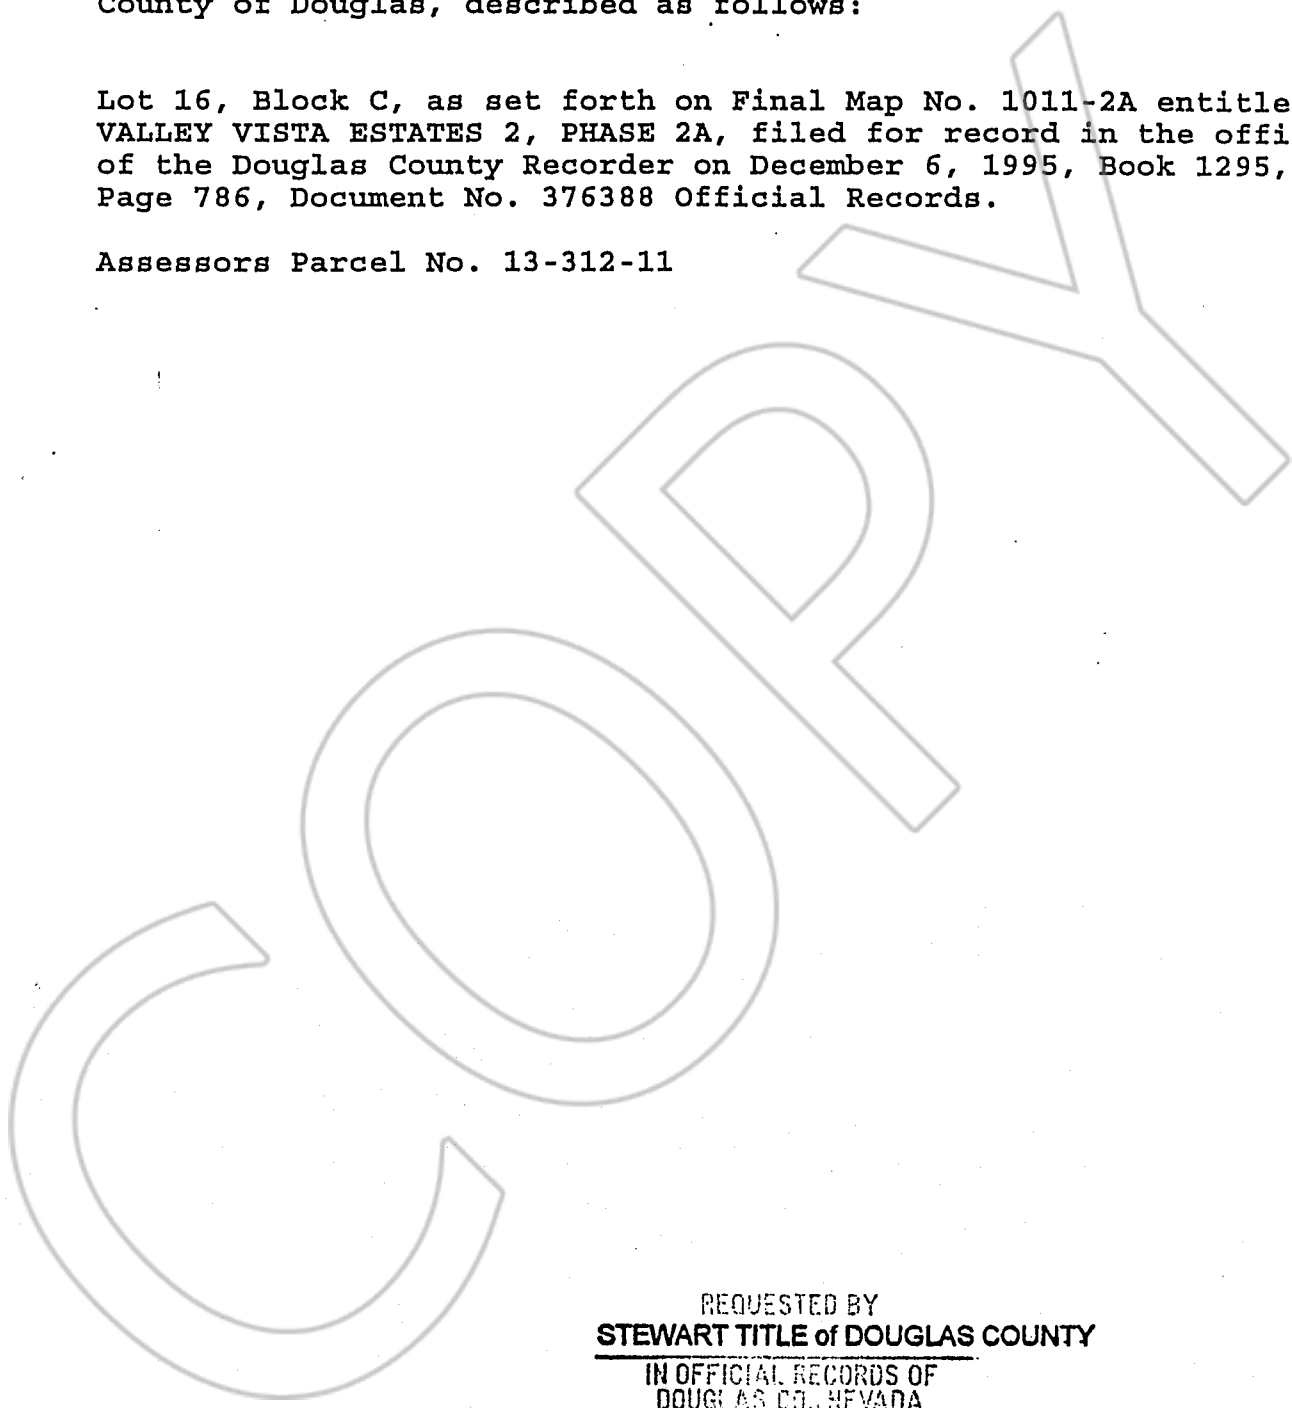 County of Douglas, described as follows:
Lot 16, Block C, as set forth on Final Map No. 1011-2A entitle
VALLEY VISTA ESTATES 2, PHASE 2A, filed for record in the offi
of the Douglas County Recorder on December 6, 1995, Book 1295,
Page 786, Document No. 376388 Official Records.
Assessors Parcel No. 13-312-11
COPY
REQUESTED BY
STEWART TITLE of DOUGLAS COUNTY
IN OFFICIAL RECORDS OF
DOUGLAS CO., NEVADA